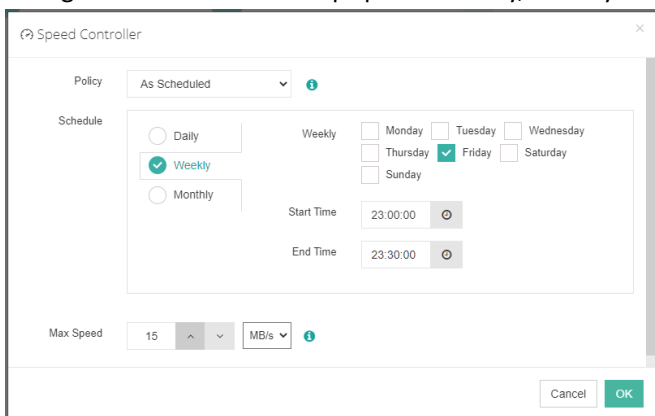 Speed Controller
×
Policy
As Scheduled
Schedule
Daily
Weekly
Monthly
Weekly
Monday Tuesday Wednesday
Thursday Friday Saturday
Sunday
Start Time
23:00:00
End Time
23:30:00
Max Speed
15
MB/s
Cancel OK